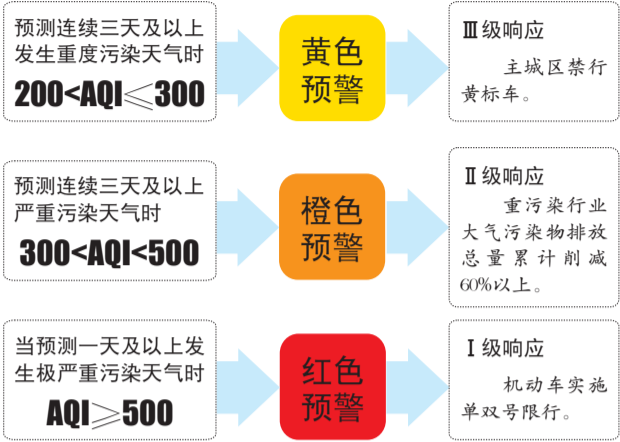 预测连续三天及以上
发生重度污染天气时
200<AQI≤300
黄色
预警
Ⅲ级响应
主城区禁行
黄标车。
预测连续三天及以上
严重污染天气时
300<AQI<500
橙色
预警
Ⅱ级响应
重污染行业
大气污染物排放
总量累计削减
60%以上。
当预测一天及以上发
生极严重污染天气时
AQI≥500
红色
预警
Ⅰ级响应
机动车实施
单双号限行。